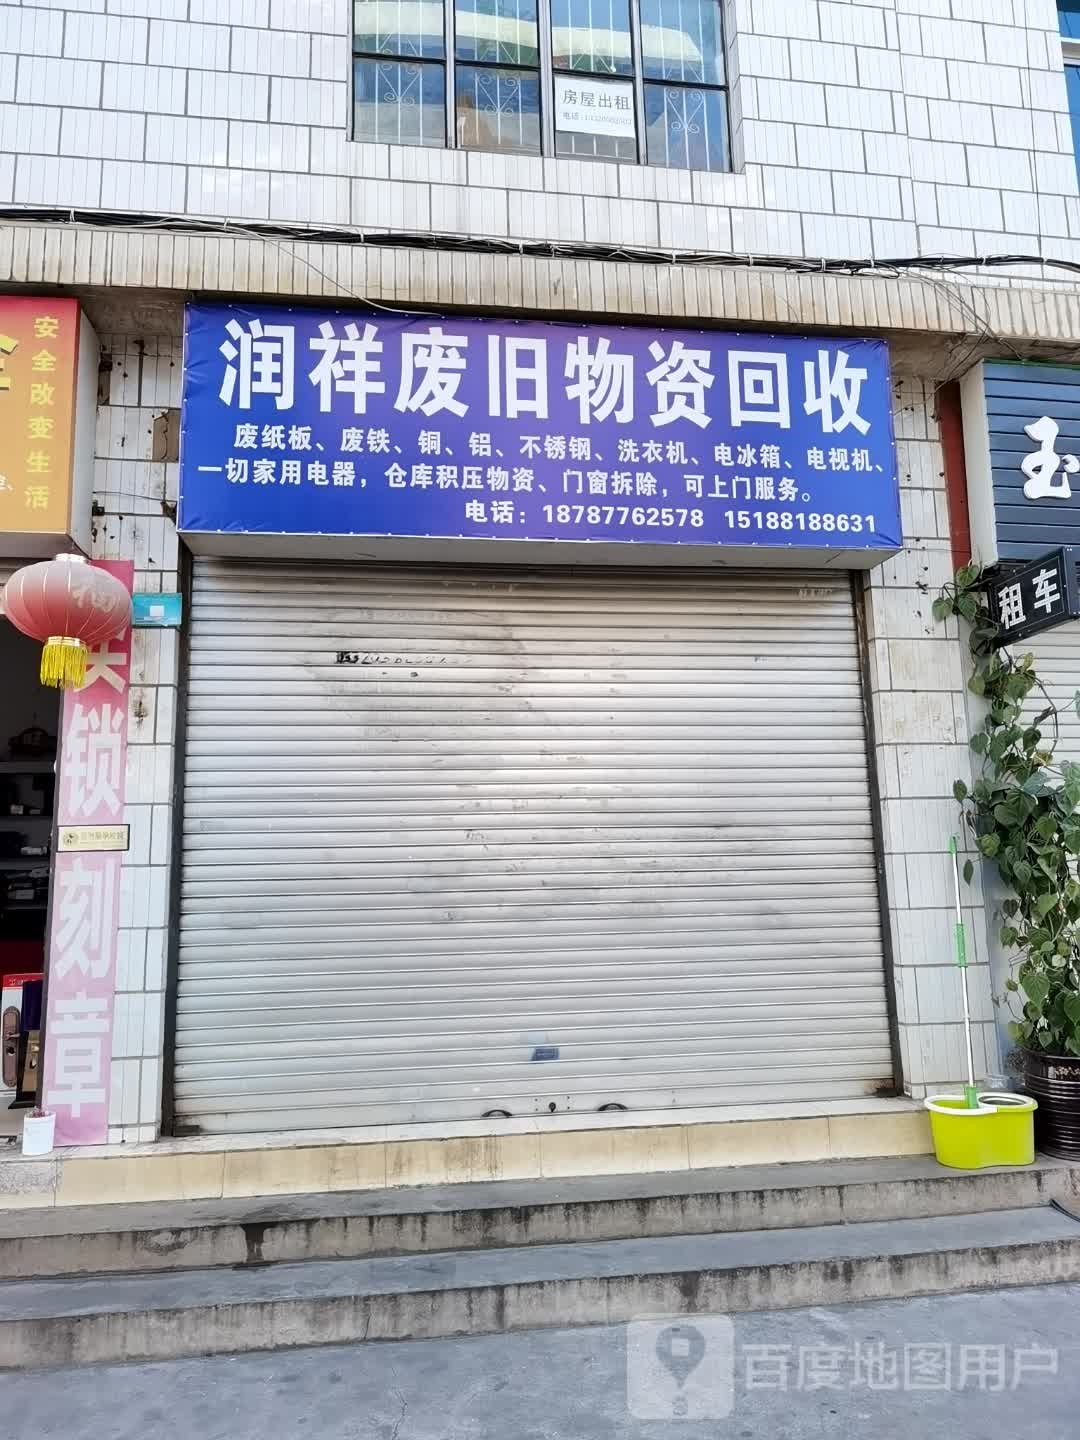 房屋出租
电话:
安全改变生活
润祥废旧物资回收
废纸板、废铁、铜、铝、不锈钢、洗衣机、电冰箱、电视机、
一切家用电器，仓库积压物资、门窗拆除，可上门服务。
电话：18787762578 15188188631
玉
租车
锁刻章
百度地图用户